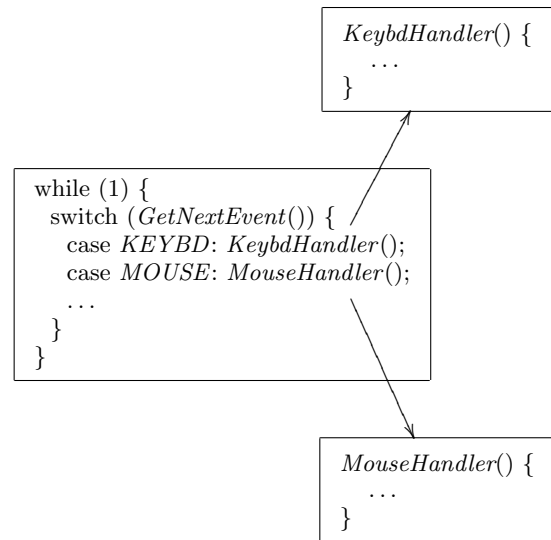 KeybdHandler() {
...
}
while (1) {
switch (GetNextEvent()) {
case KEYBD: KeybdHandler();
case MOUSE: MouseHandler();
...
}
}
MouseHandler() {
...
}